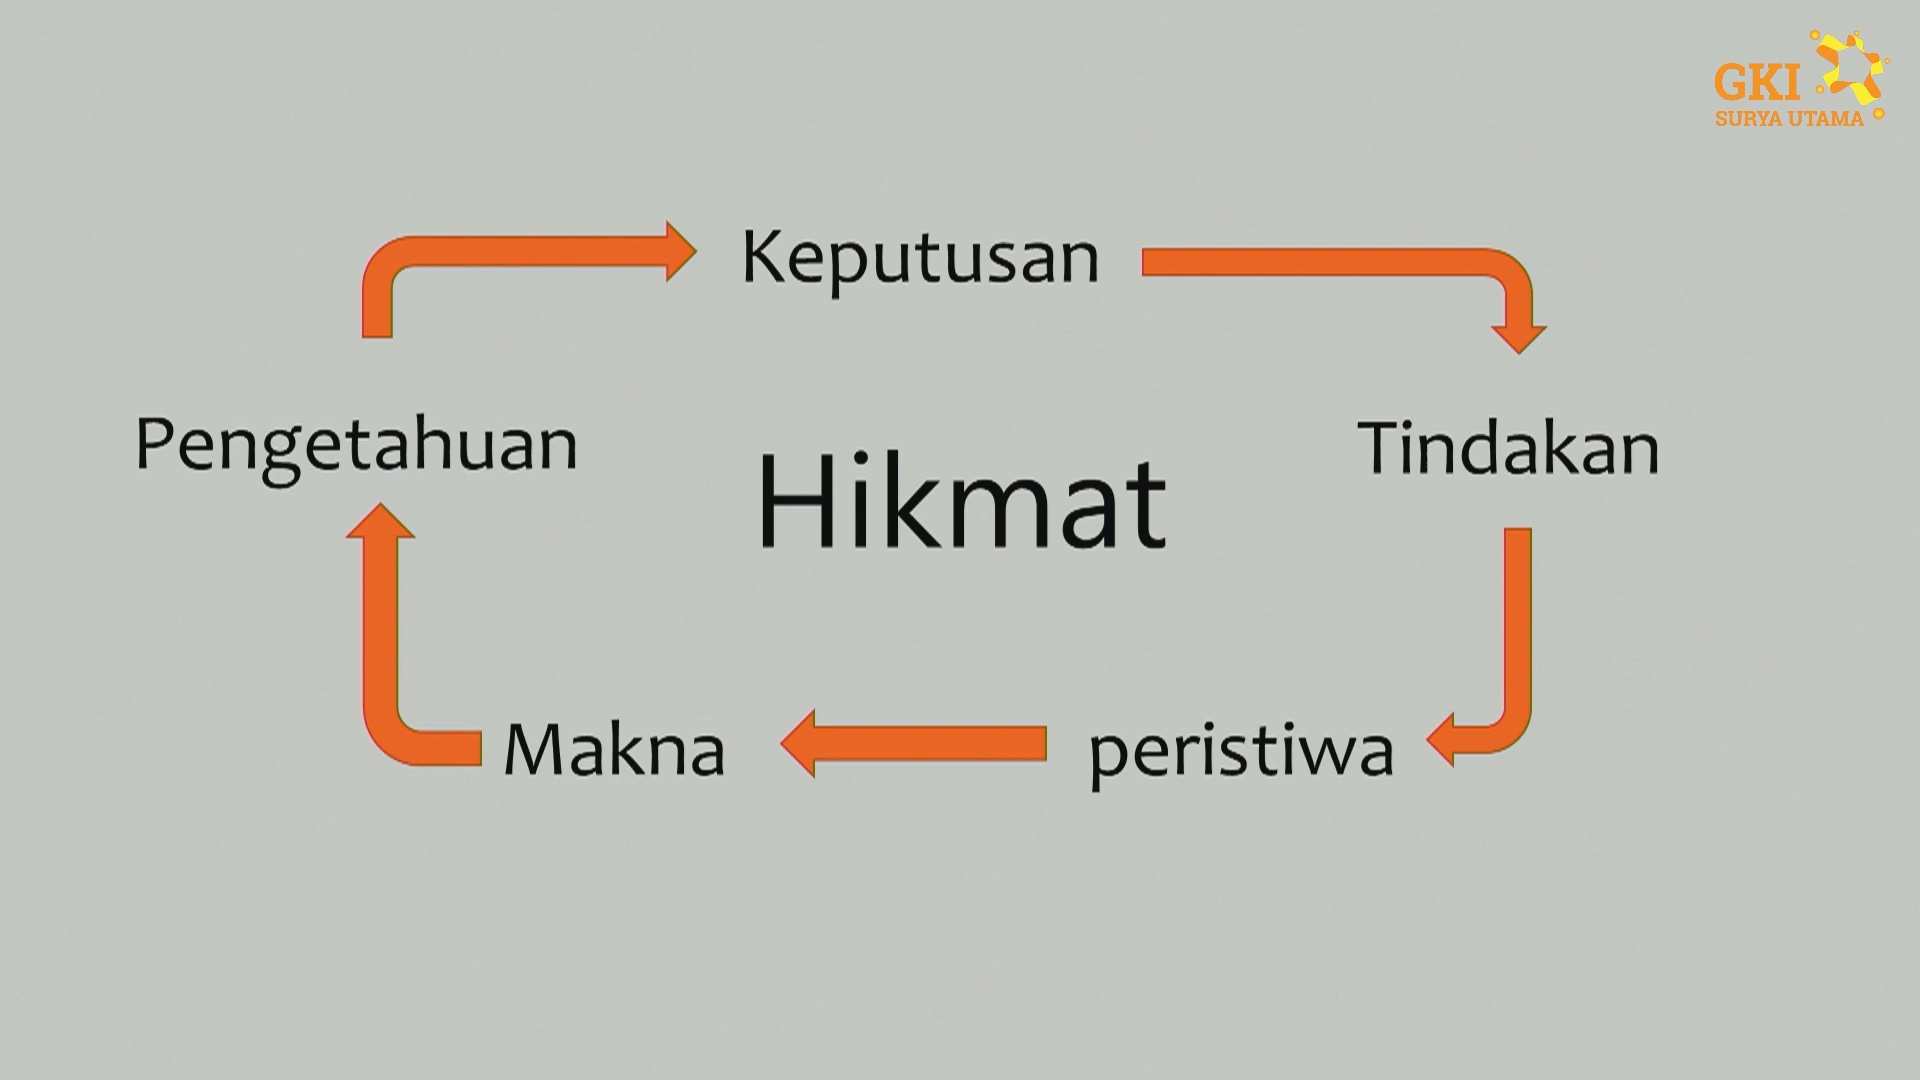 GKI
SURYA UTAMA
Keputusan
Pengetahuan
Hikmat
Tindakan
Makna
peristiwa